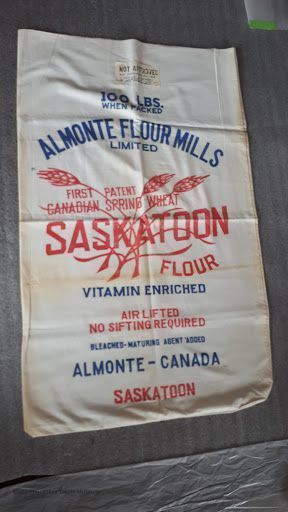 NOT APPROVED
100 LBS.
WHEN PACKED
ALMONTE FLOUR MILLS
LIMITED
FIRST PATENT
CANADIAN SPRING WHEAT
SASKATOON
FLOUR
VITAMIN ENRICHED
AIR LIFTED
NO SIFTING REQUIRED
BLEACHED-MATURING AGENT ADDED
ALMONTE - CANADA
SASKATOON